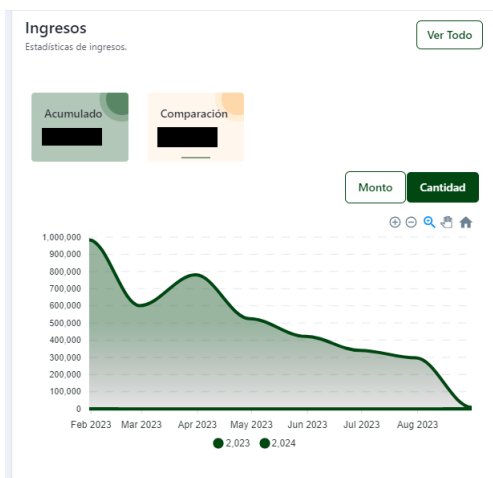 Ingresos
Ver Todo
Estadísticas de ingresos.
Acumulado
Comparación
Monto
Cantidad
1,000,000
900,000
800,000
700,000
600,000
500,000
400,000
300,000
200,000
100,000
0
Feb 2023 Mar 2023 Apr 2023 May 2023 Jun 2023 Jul 2023 Aug 2023
2,023 2,024